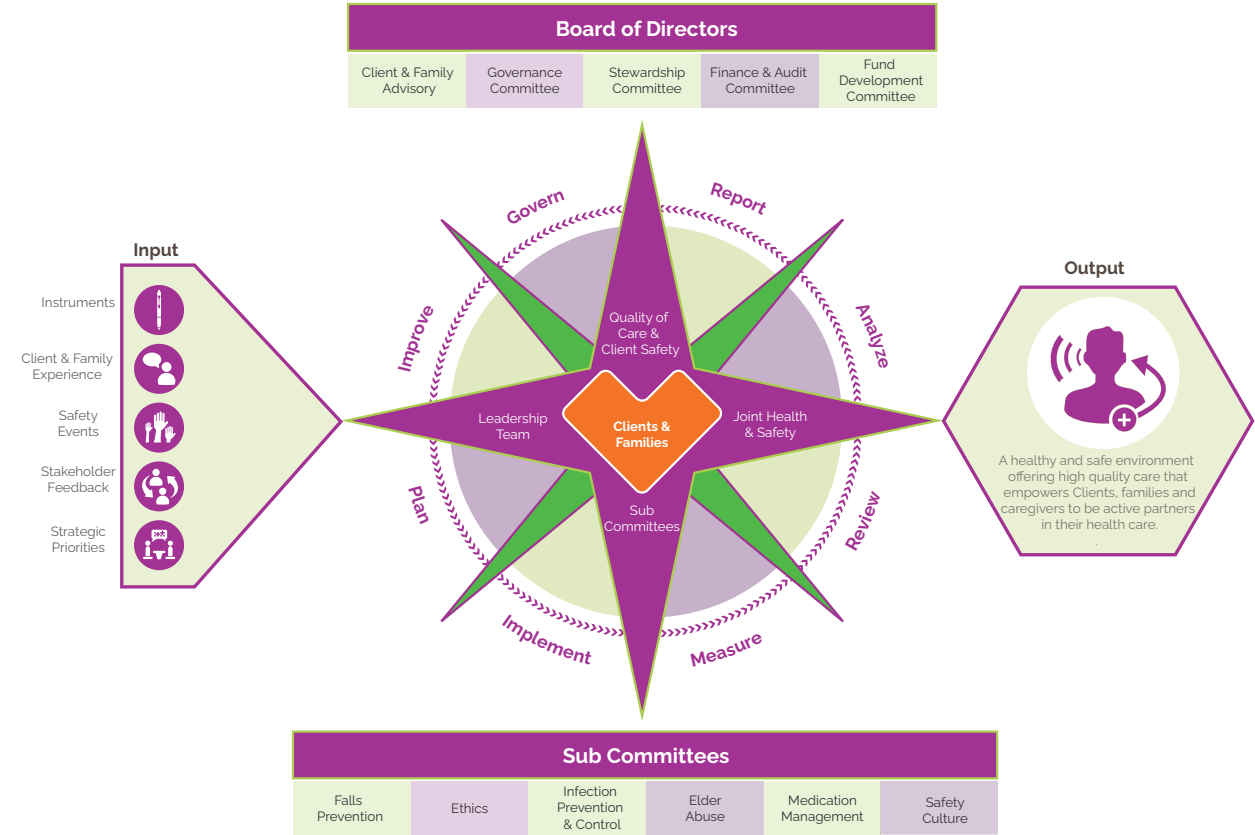 Board of Directors
Client & Family
Advisory
Governance
Committee
Stewardship
Committee
Finance & Audit
Committee
Fund
Development
Committee
Govern
Report
Improve
Analyze
Plan
Review
Implement
Measure
Input
Instruments
Client & Family
Experience
Safety
Events
Stakeholder
Feedback
Strategic
Priorities
Quality of
Care &
Client Safety
Leadership
Team
Clients &
Families
Joint Health
& Safety
Sub
Committees
Output
A healthy and safe environment
offering high quality care that
empowers Clients, families and
caregivers to be active partners
in their health care.
.
Sub Committees
Falls
Prevention
Ethics
Infection
Prevention
& Control
Elder
Abuse
Medication
Management
Safety
Culture